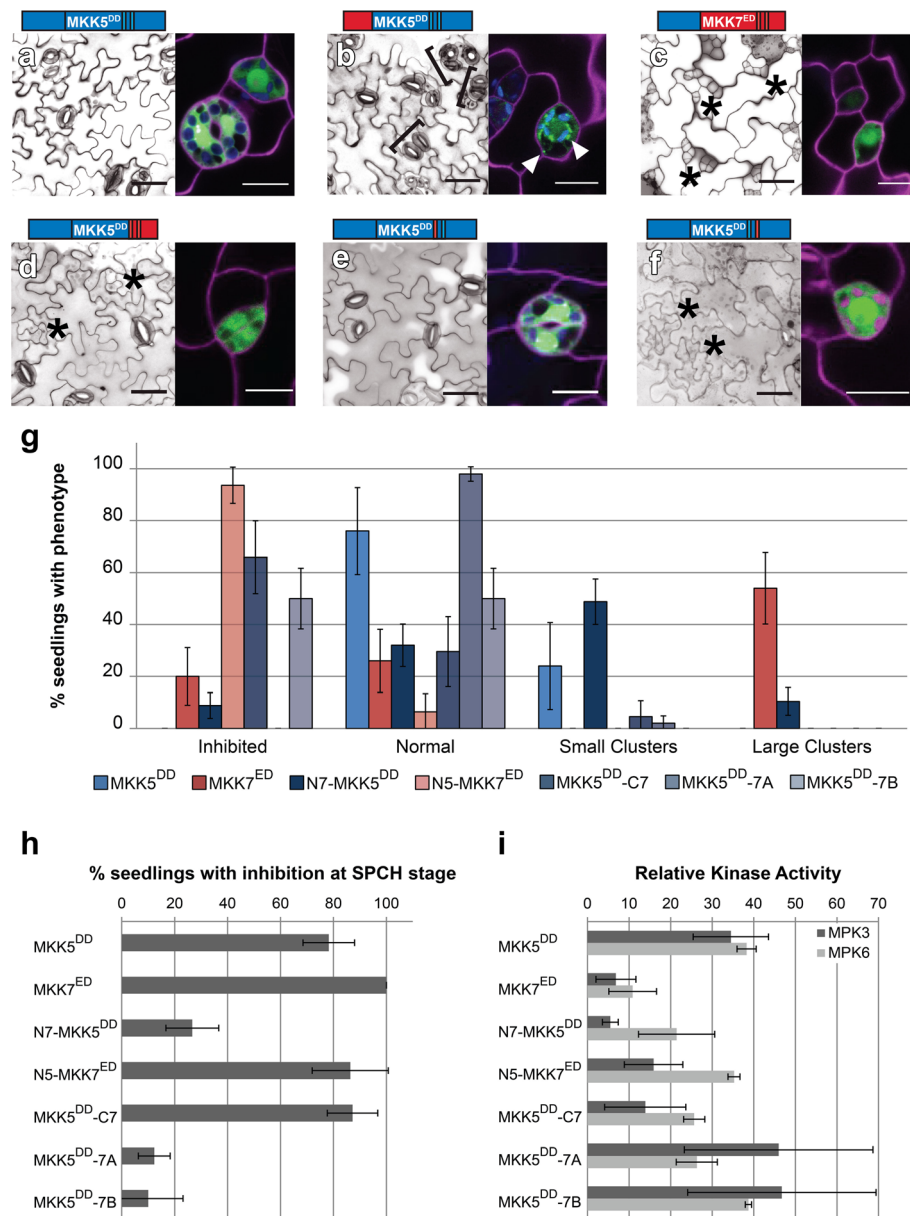 MKK5DD
MKK5DD
MKK7ED
a
b
c
*
*
*
MKK5DD
MKK5DD
MKK5DD
d
e
f
*
*
*
*
g
% seedlings with phenotype
100
80
60
40
20
0
Inhibited
Normal
Small Clusters
Large Clusters
MKK5DD
MKK7ED
N7-MKK5DD
N5-MKK7ED
MKK5DD-C7
MKK5DD-7A
MKK5DD-7B
h
% seedlings with inhibition at SPCH stage
0 20 40 60 80 100
MKK5DD
MKK7ED
N7-MKK5DD
N5-MKK7ED
MKK5DD-C7
MKK5DD-7A
MKK5DD-7B
i
Relative Kinase Activity
0 10 20 30 40 50 60 70
MPK3
MPK6
MKK5DD
MKK7ED
N7-MKK5DD
N5-MKK7ED
MKK5DD-C7
MKK5DD-7A
MKK5DD-7B